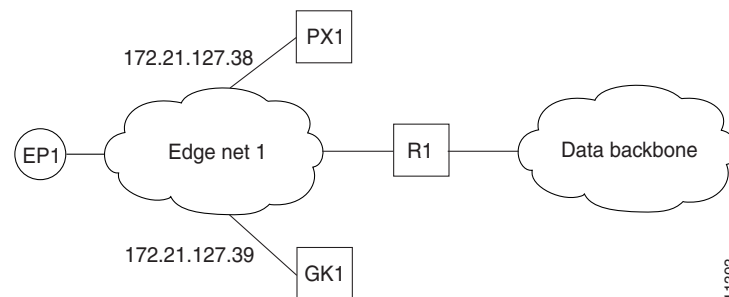 PX1
172.21.127.38
EP1
Edge net 1
R1
Data backbone
172.21.127.39
GK1